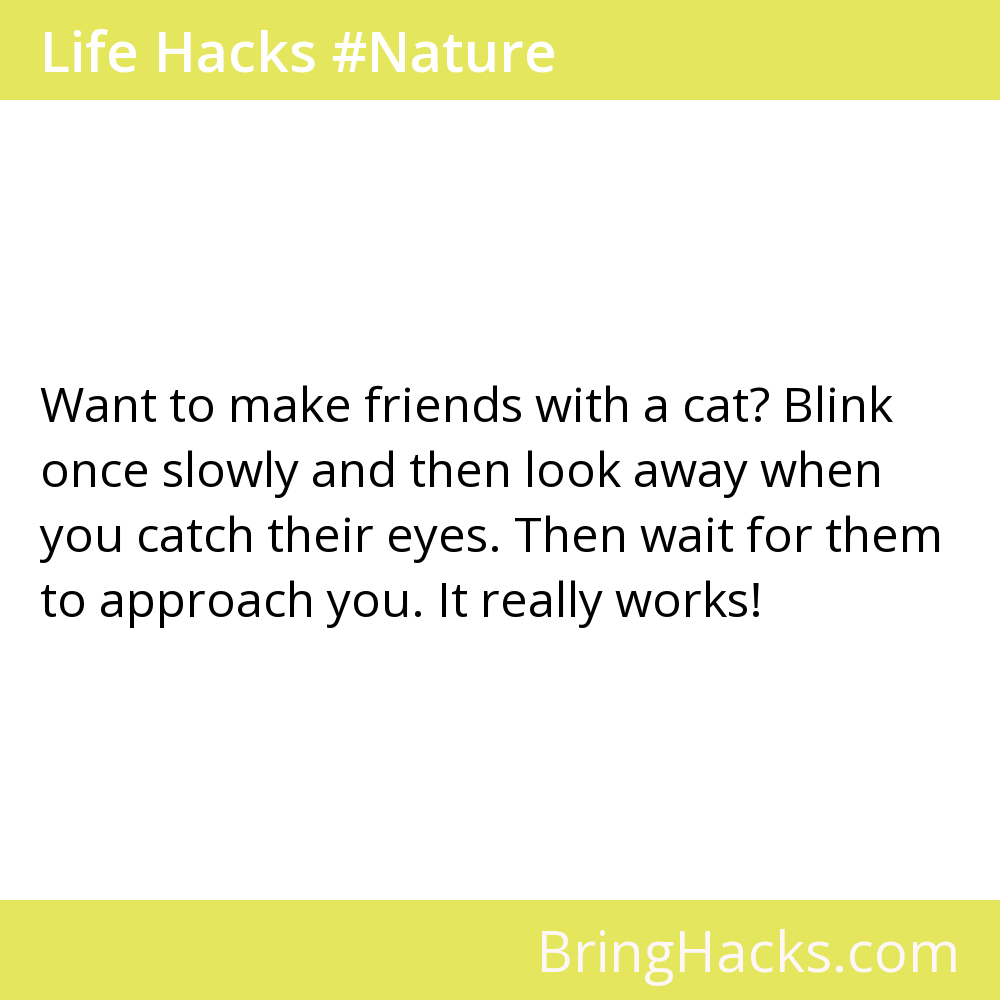 Life Hacks #Nature
Want to make friends with a cat? Blink
once slowly and then look away when
you catch their eyes. Then wait for them
to approach you. It really works!
BringHacks.com